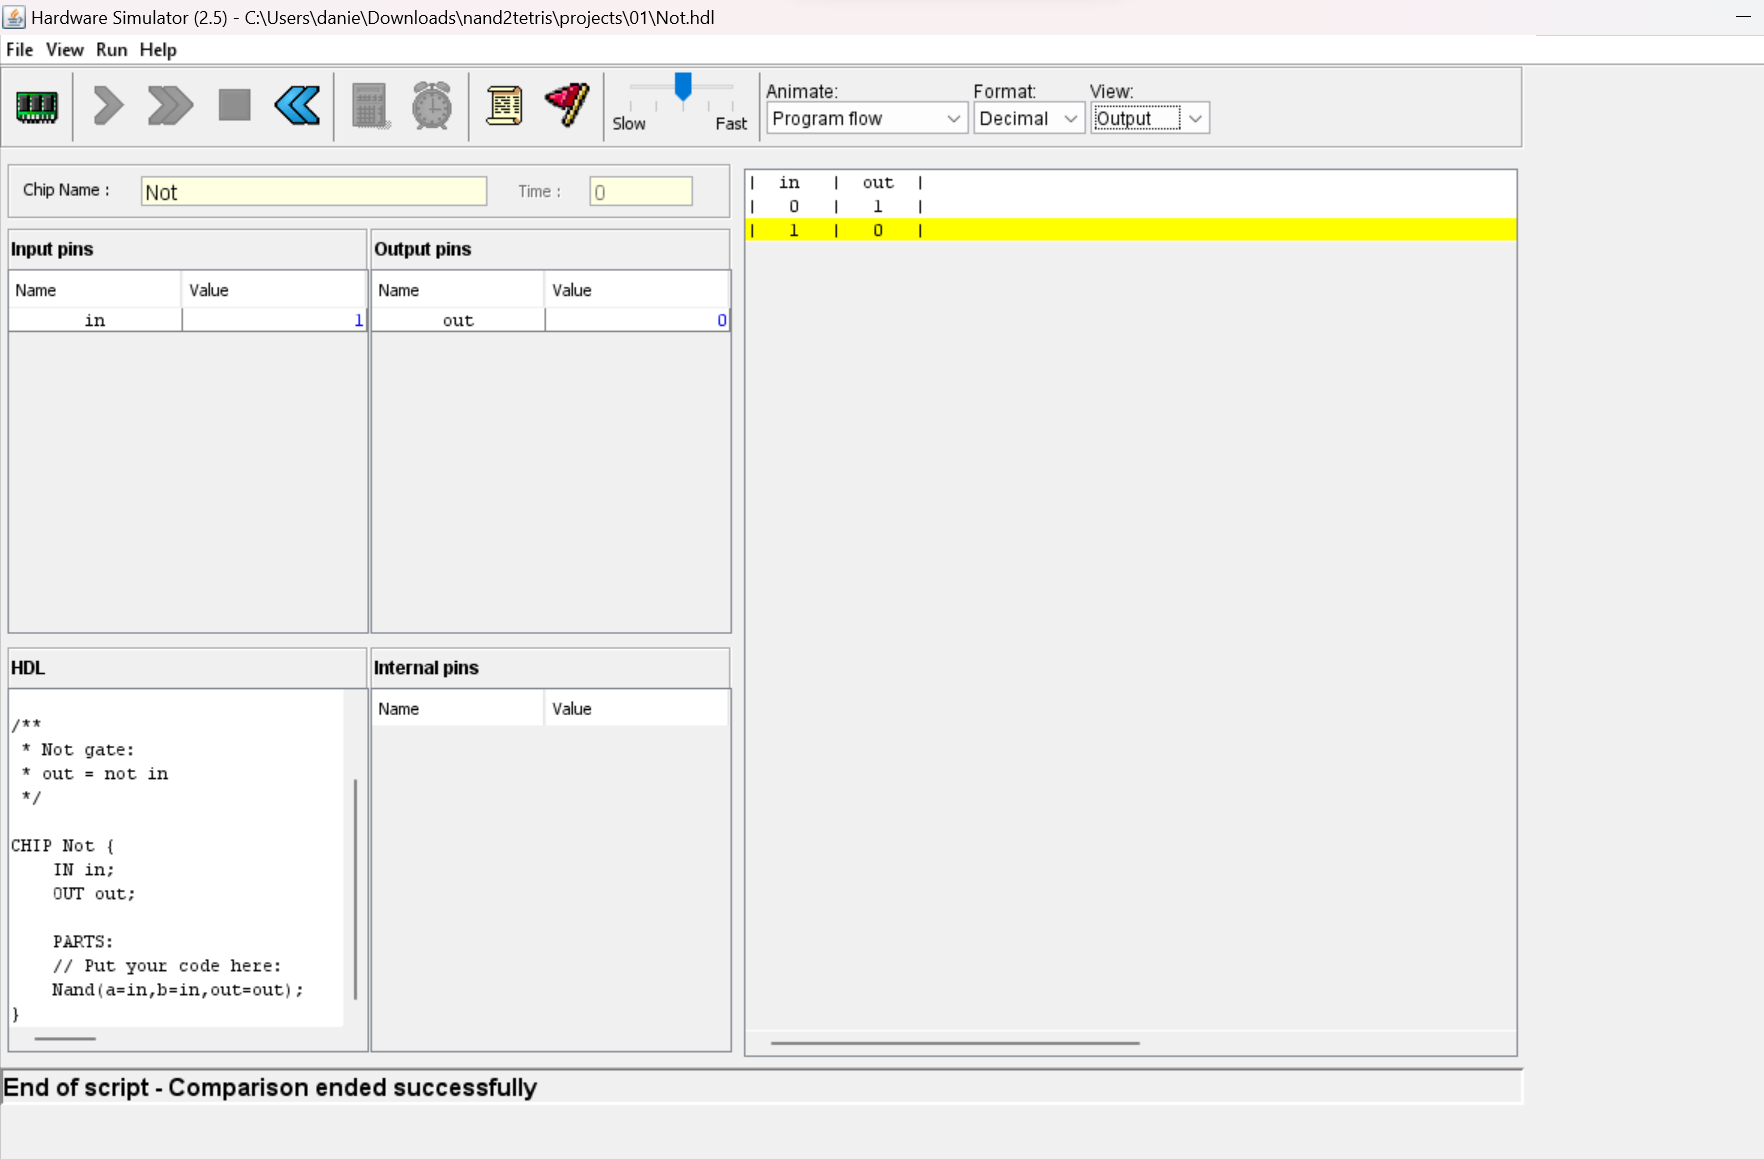 Hardware Simulator (2.5) - C:\Users\danie\Downloads\nand2tetris\projects\01\Not.hdl
File View Run Help
Slow Fast
Animate: Format: View:
Program flow Decimal Output
Chip Name : Not Time : 0
Input pins
Name Value
in 1
Output pins
Name Value
out 0
HDL
/**
 * Not gate:
 * out = not in
 */
CHIP Not {
    IN in;
    OUT out;
    PARTS:
    // Put your code here:
    Nand(a=in,b=in,out=out);
}
Internal pins
Name Value
| in | out |
| 0 | 1 |
| 1 | 0 |
End of script - Comparison ended successfully